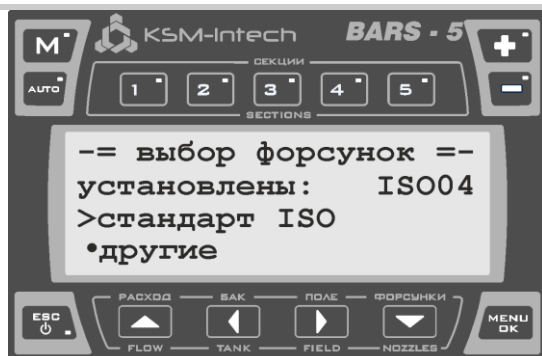 M KSM-Intech BARS - 5 +
AUTO СЕКЦИИ -
1 2 3 4 5
SECTIONS
-= выбор форсунок =-
установлены: ISO04
>стандарт ISO
•другие
РАСХОД БАК ПОЛЕ ФОРСУНКИ
ESC MENU OK
FLOW TANK FIELD NOZZLES